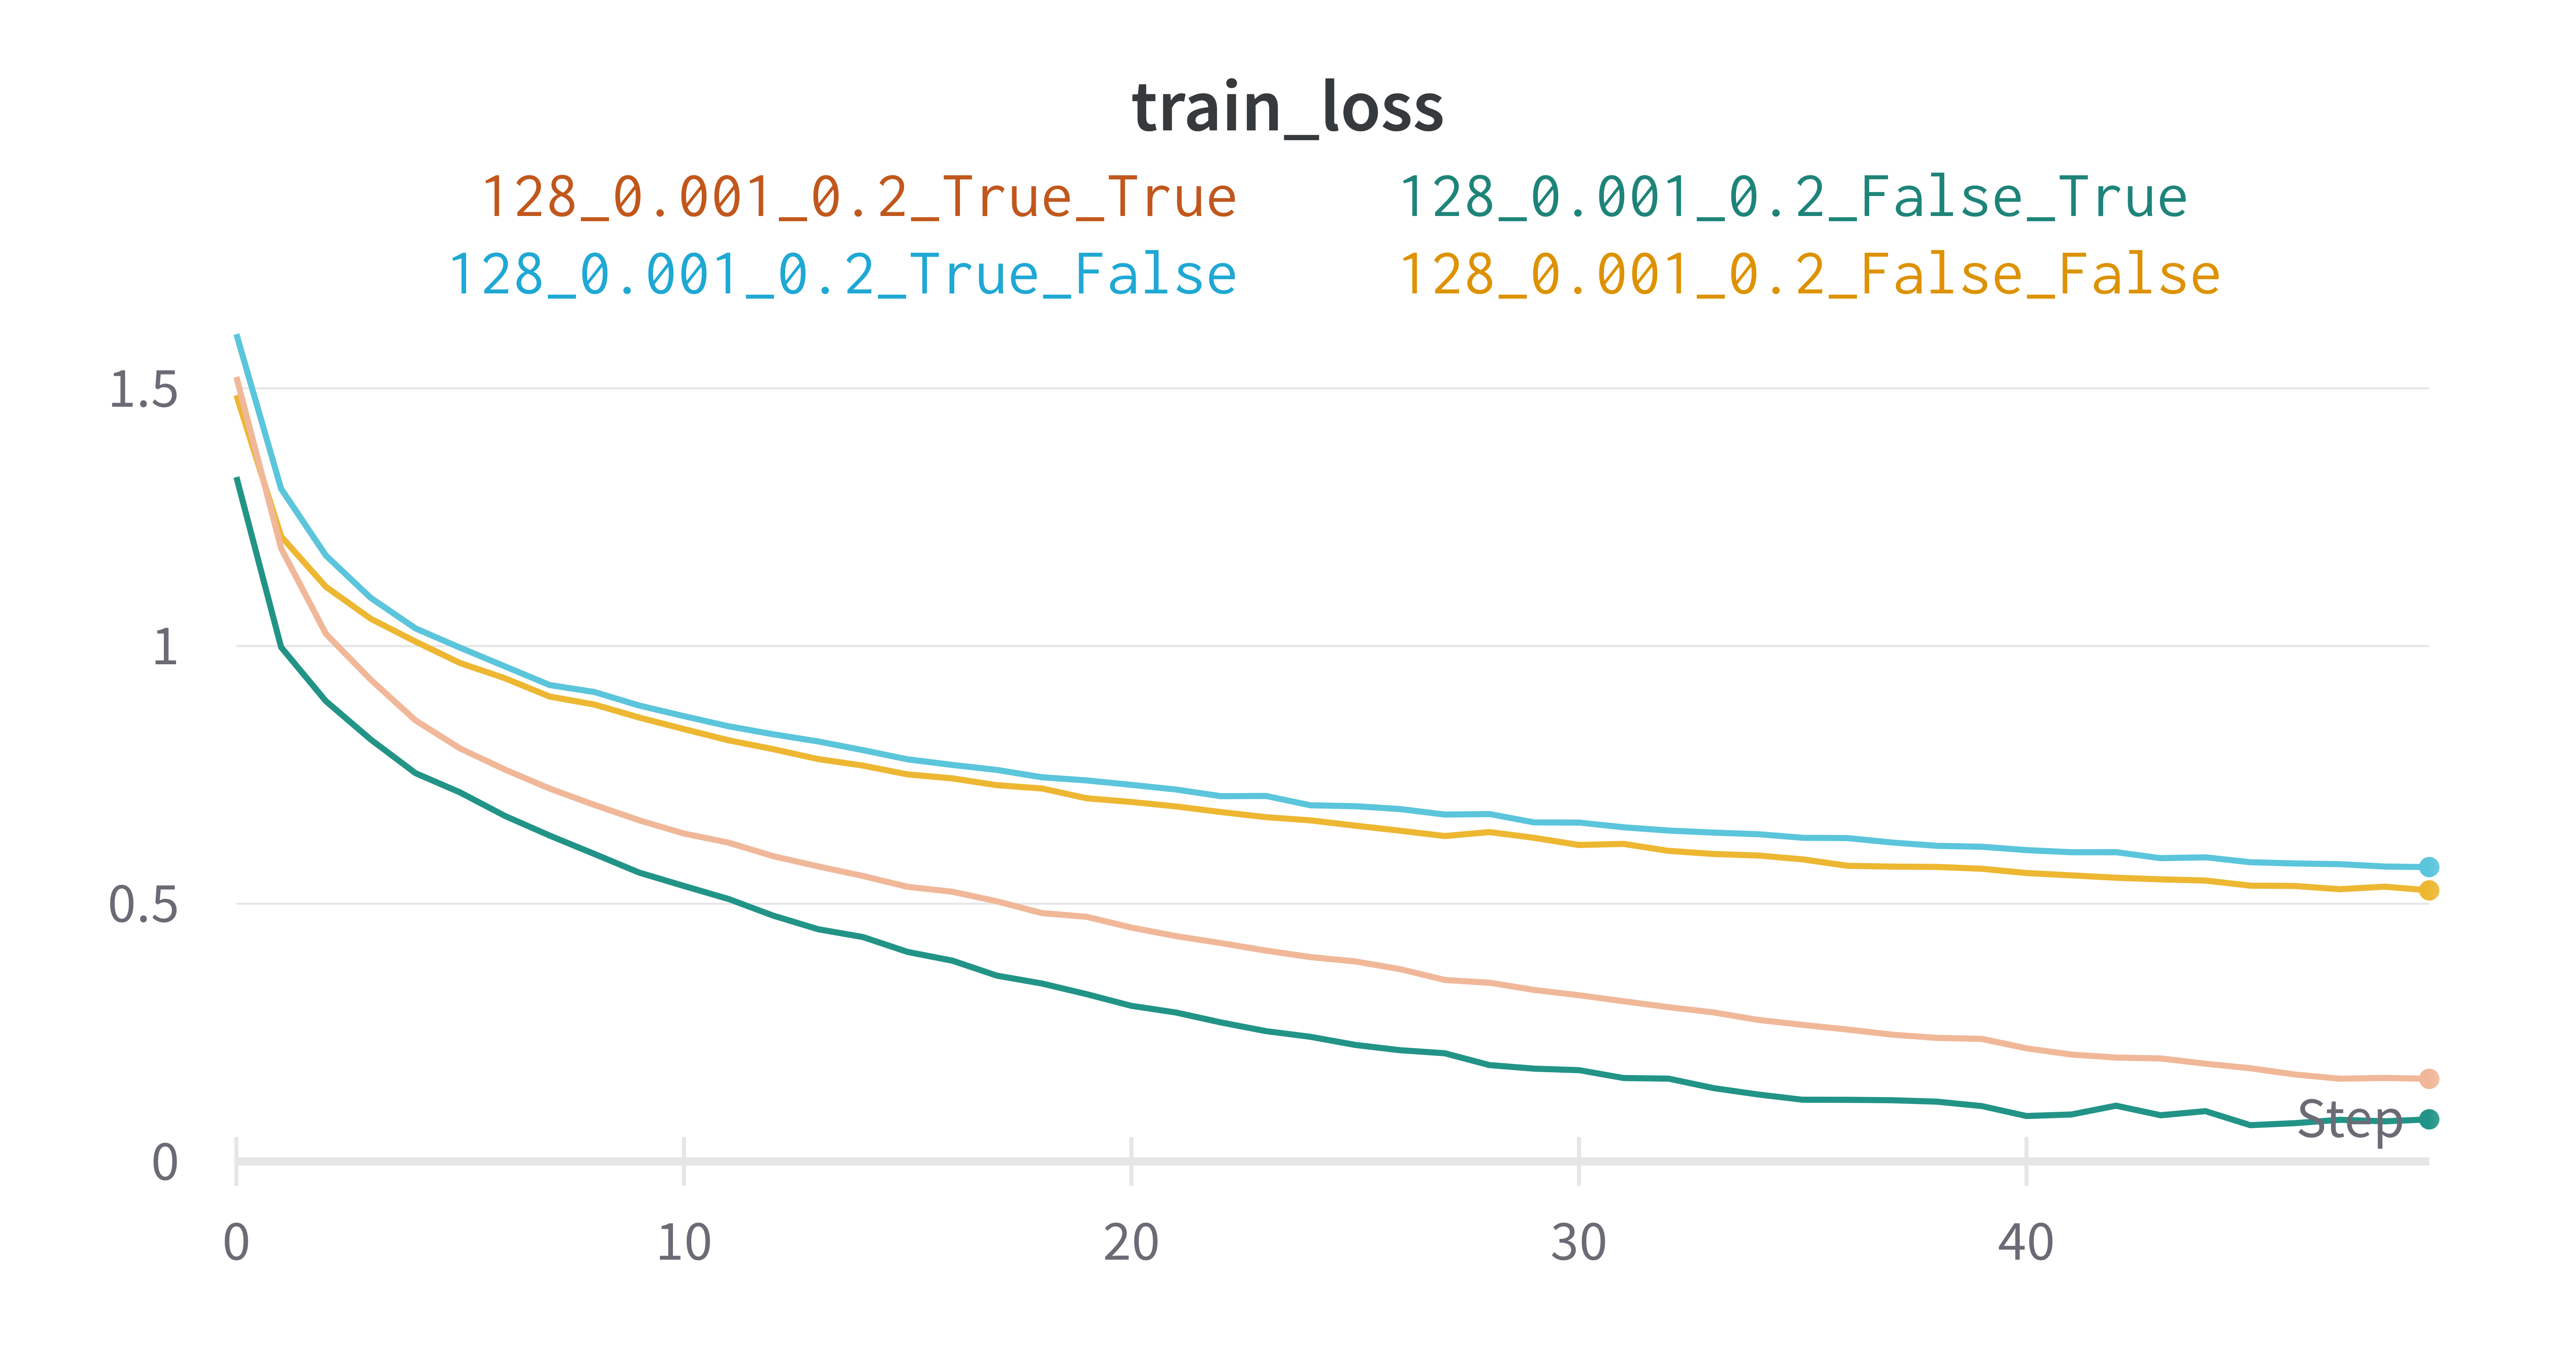 train_loss
128_0.001_0.2_True_True 128_0.001_0.2_False_True
128_0.001_0.2_True_False 128_0.001_0.2_False_False
1.5
1
0.5
Step
0
0 10 20 30 40